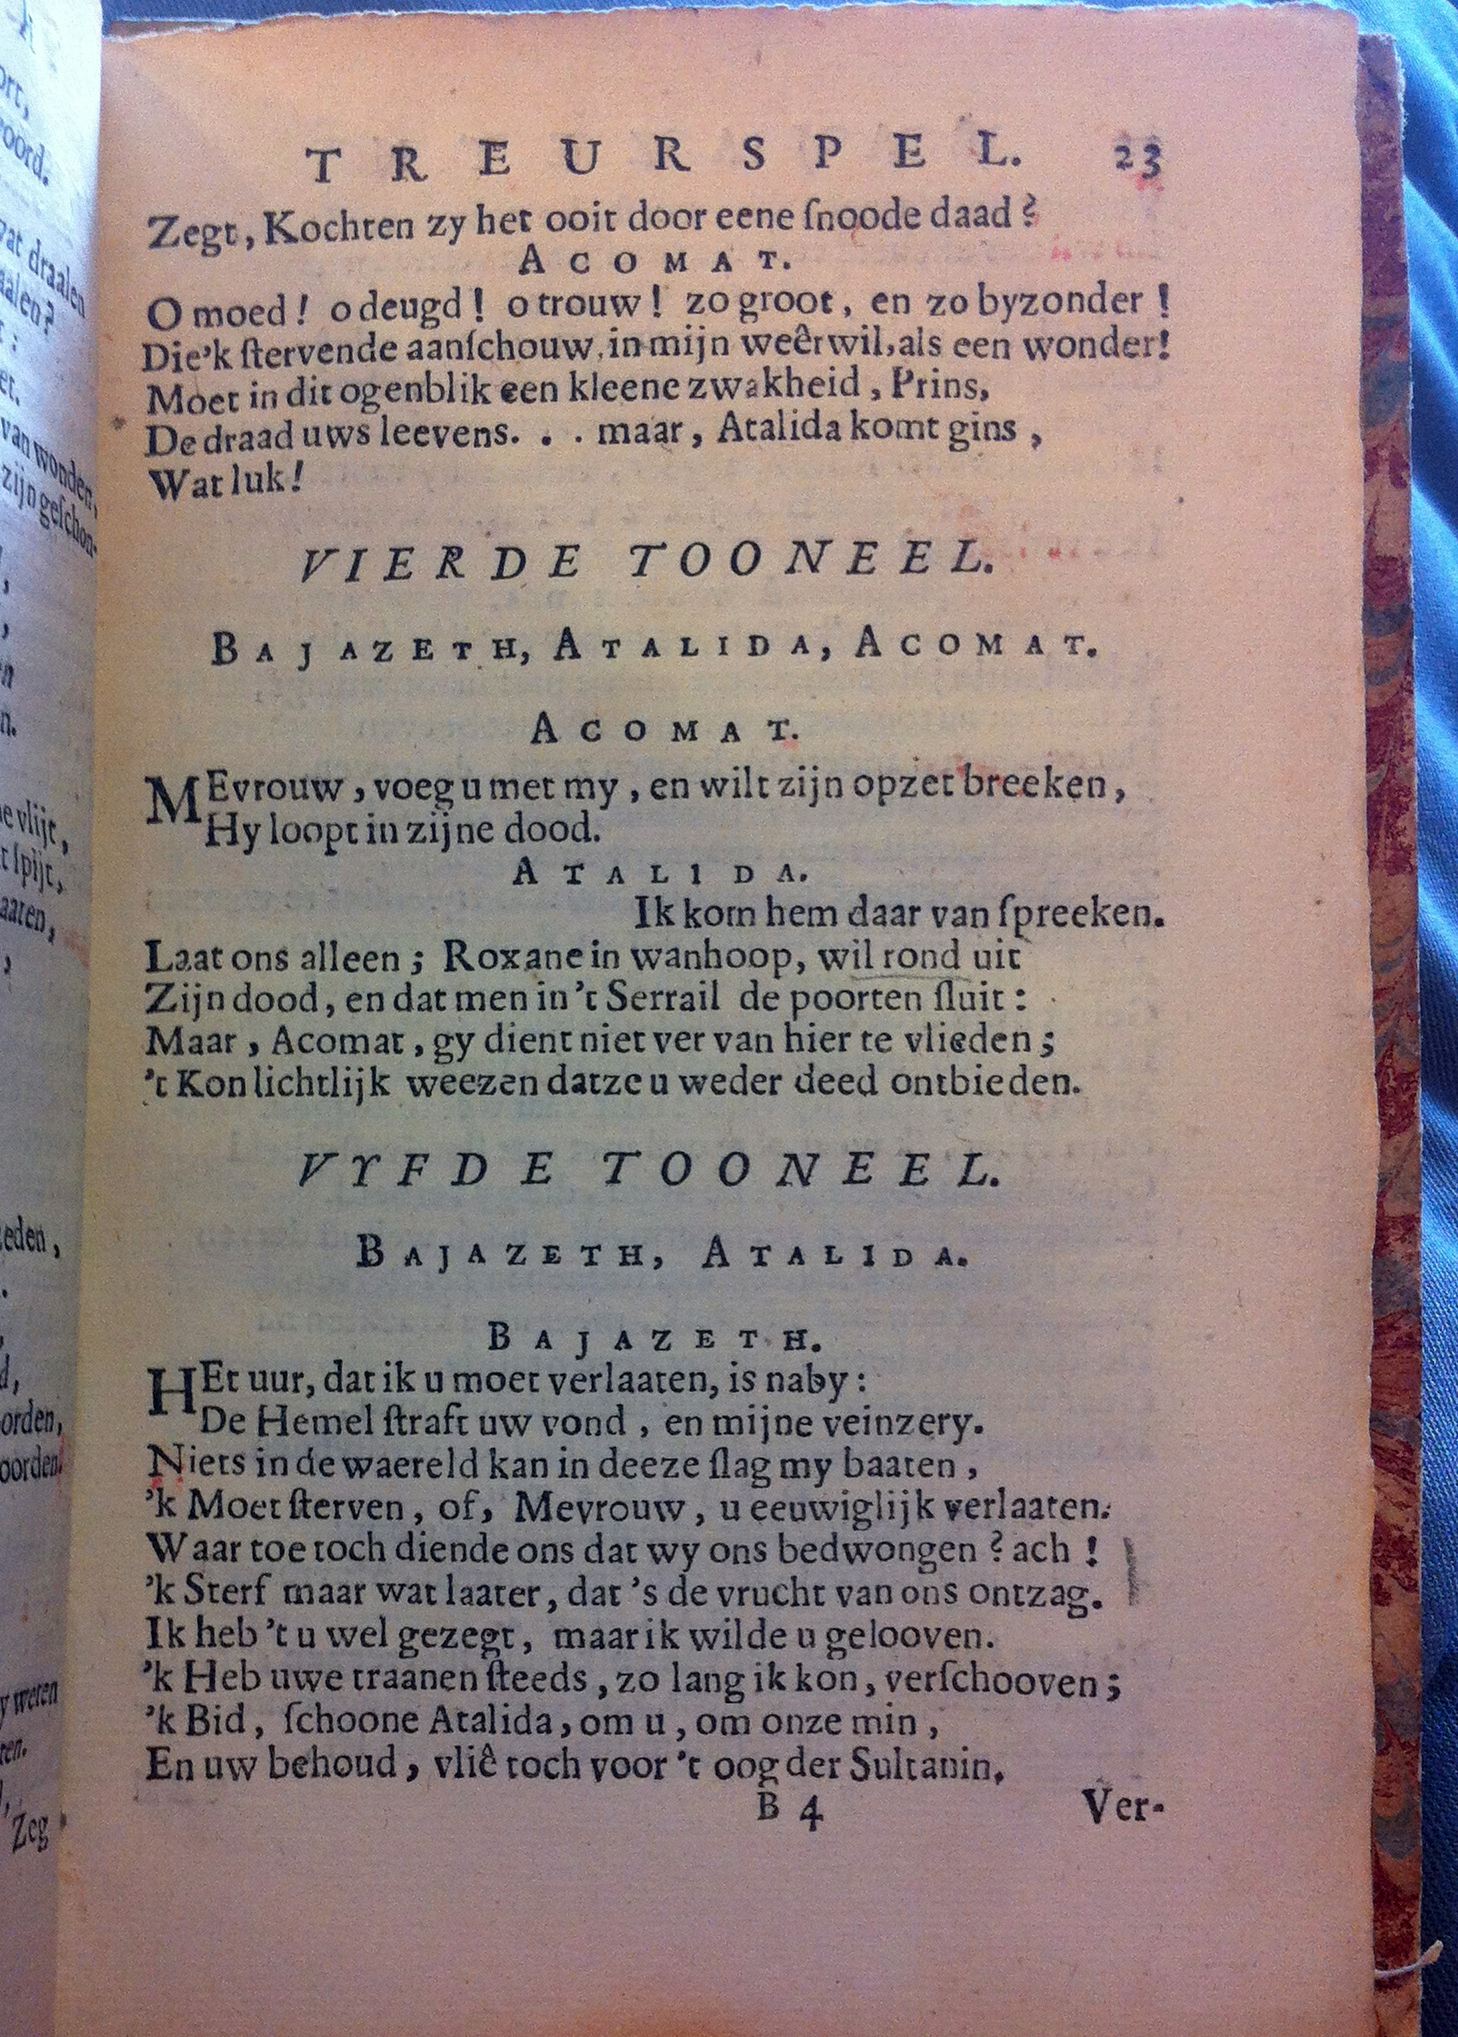 TREURSPEL. 23
Zegt, Kochten zy het ooit door eene ſnoode daad?
ACOMAT.
O moed! o deugd! o trouw! zo groot, en zo byzonder!
Die'k ſtervende aanſchouw, in mijn weêrwil, als een wonder!
Moet in dit ogenblik een kleene zwakheid, Prins,
De draad uws leevens. . . maar, Atalida komt gins,
Wat luk!
VIERDE TOONEEL.
BAJAZETH, ATALIDA, ACOMAT.
ACOMAT.
MEvrouw, voeg u met my, en wilt zijn opzet breeken,
Hy loopt in zijne dood.
ATALIDA.
Ik kom hem daar van ſpreeken.
Laat ons alleen; Roxane in wanhoop, wil rond uit
Zijn dood, en dat men in 't Serrail de poorten ſluit:
Maar, Acomat, gy dient niet ver van hier te vlieden;
't Kon lichtlijk weezen datze u weder deed ontbieden.
VYFDE TOONEEL.
BAJAZETH, ATALIDA.
BAJAZETH.
HEt uur, dat ik u moet verlaaten, is naby:
De Hemel ſtraft uw vond, en mijne veinzery.
Niets in de waereld kan in deeze ſlag my baaten,
'k Moet ſterven, of, Mevrouw, u eeuwiglijk verlaaten.
Waar toe toch diende ons dat wy ons bedwongen? ach!
'k Sterf maar wat laater, dat 's de vrucht van ons ontzag.
Ik heb 't u wel gezegt, maar ik wilde u gelooven.
'k Heb uwe traanen ſteeds, zo lang ik kon, verſchooven;
'k Bid, ſchoone Atalida, om u, om onze min,
En uw behoud, vliê toch voor 't oog der Sultanin.
B 4 Ver-